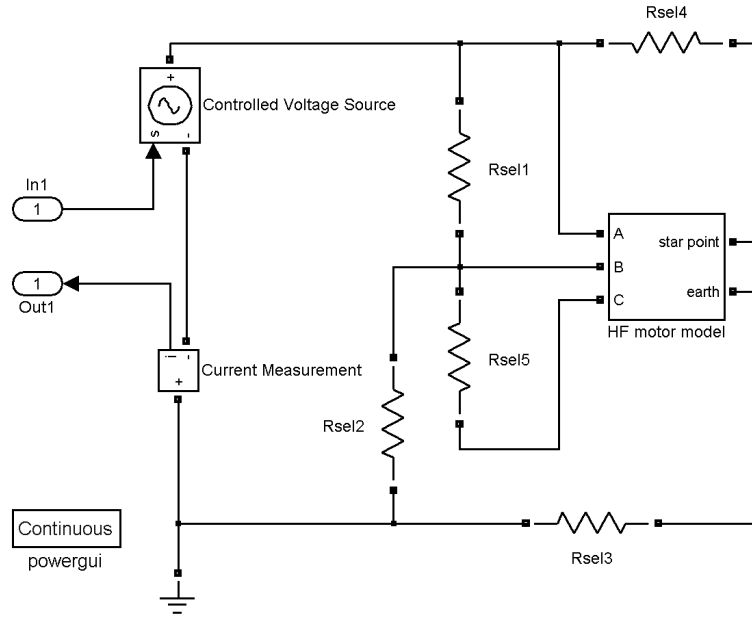 Rsel4
+
Controlled Voltage Source
s
-
Rsel1
In1
1
A
star point
B
1
C
earth
Out1
HF motor model
i
-
Rsel5
+
Current Measurement
Rsel2
Continuous
powergui
Rsel3